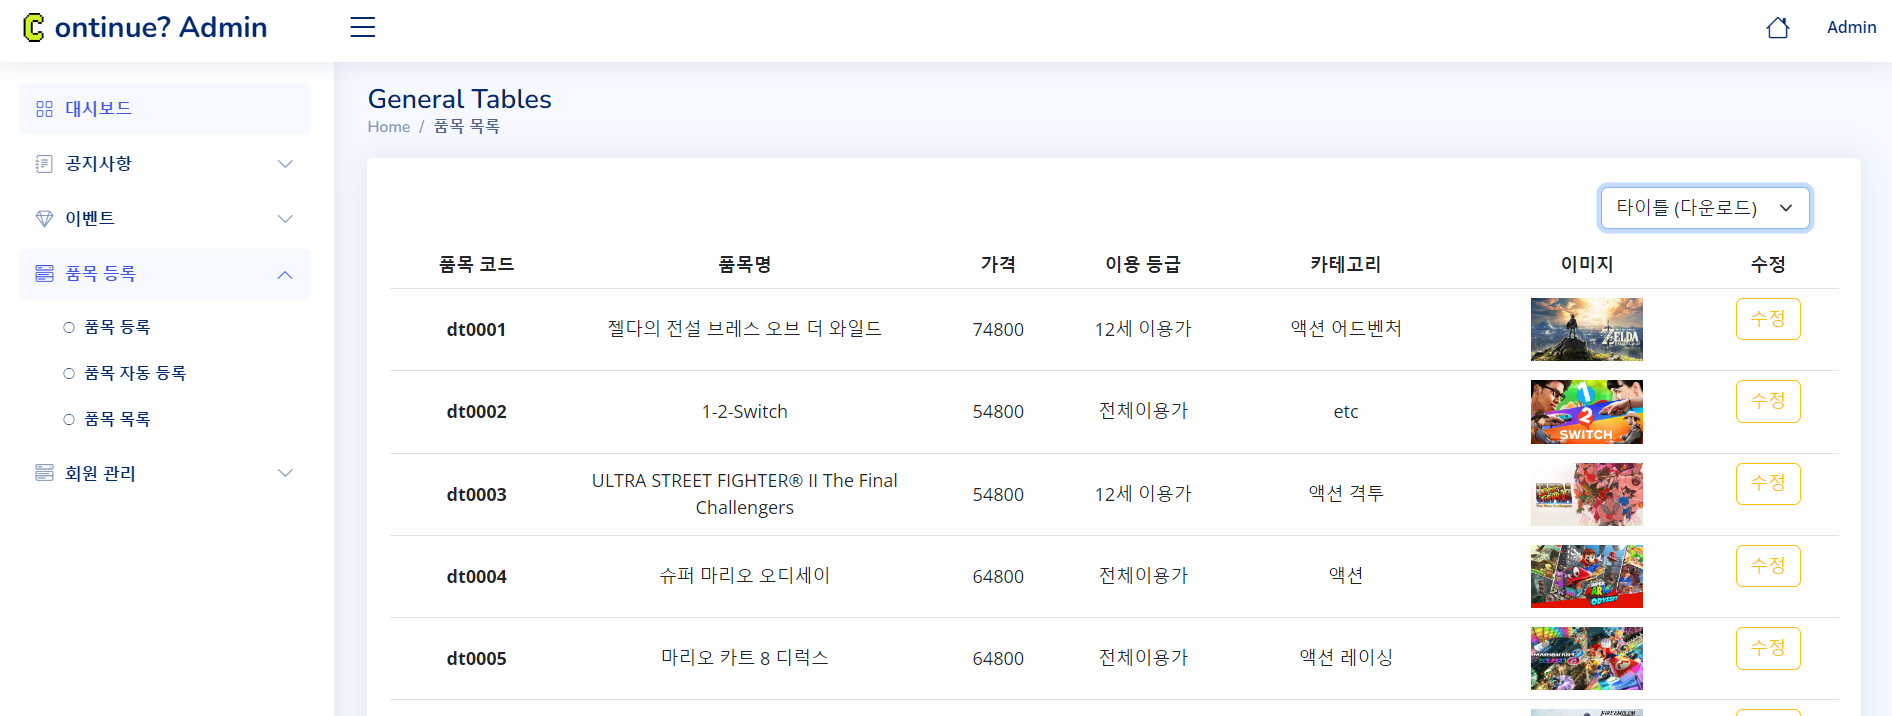 C ontinue? Admin
Admin
대시보드
공지사항
이벤트
품목 등록
품목 등록
품목 자동 등록
품목 목록
회원 관리
General Tables
Home / 품목 목록
타이틀 (다운로드)
품목 코드 품목명 가격 이용 등급 카테고리 이미지 수정
dt0001 젤다의 전설 브레스 오브 더 와일드 74800 12세 이용가 액션 어드벤처 ZELDA 수정
dt0002 1-2-Switch 54800 전체이용가 etc 1 2 SWITCH 수정
dt0003 ULTRA STREET FIGHTER® II The Final
Challengers 54800 12세 이용가 액션 격투 수정
dt0004 슈퍼 마리오 오디세이 64800 전체이용가 액션 ODYSSEY 수정
dt0005 마리오 카트 8 디럭스 64800 전체이용가 액션 레이싱 수정
FIRE EMBLEM